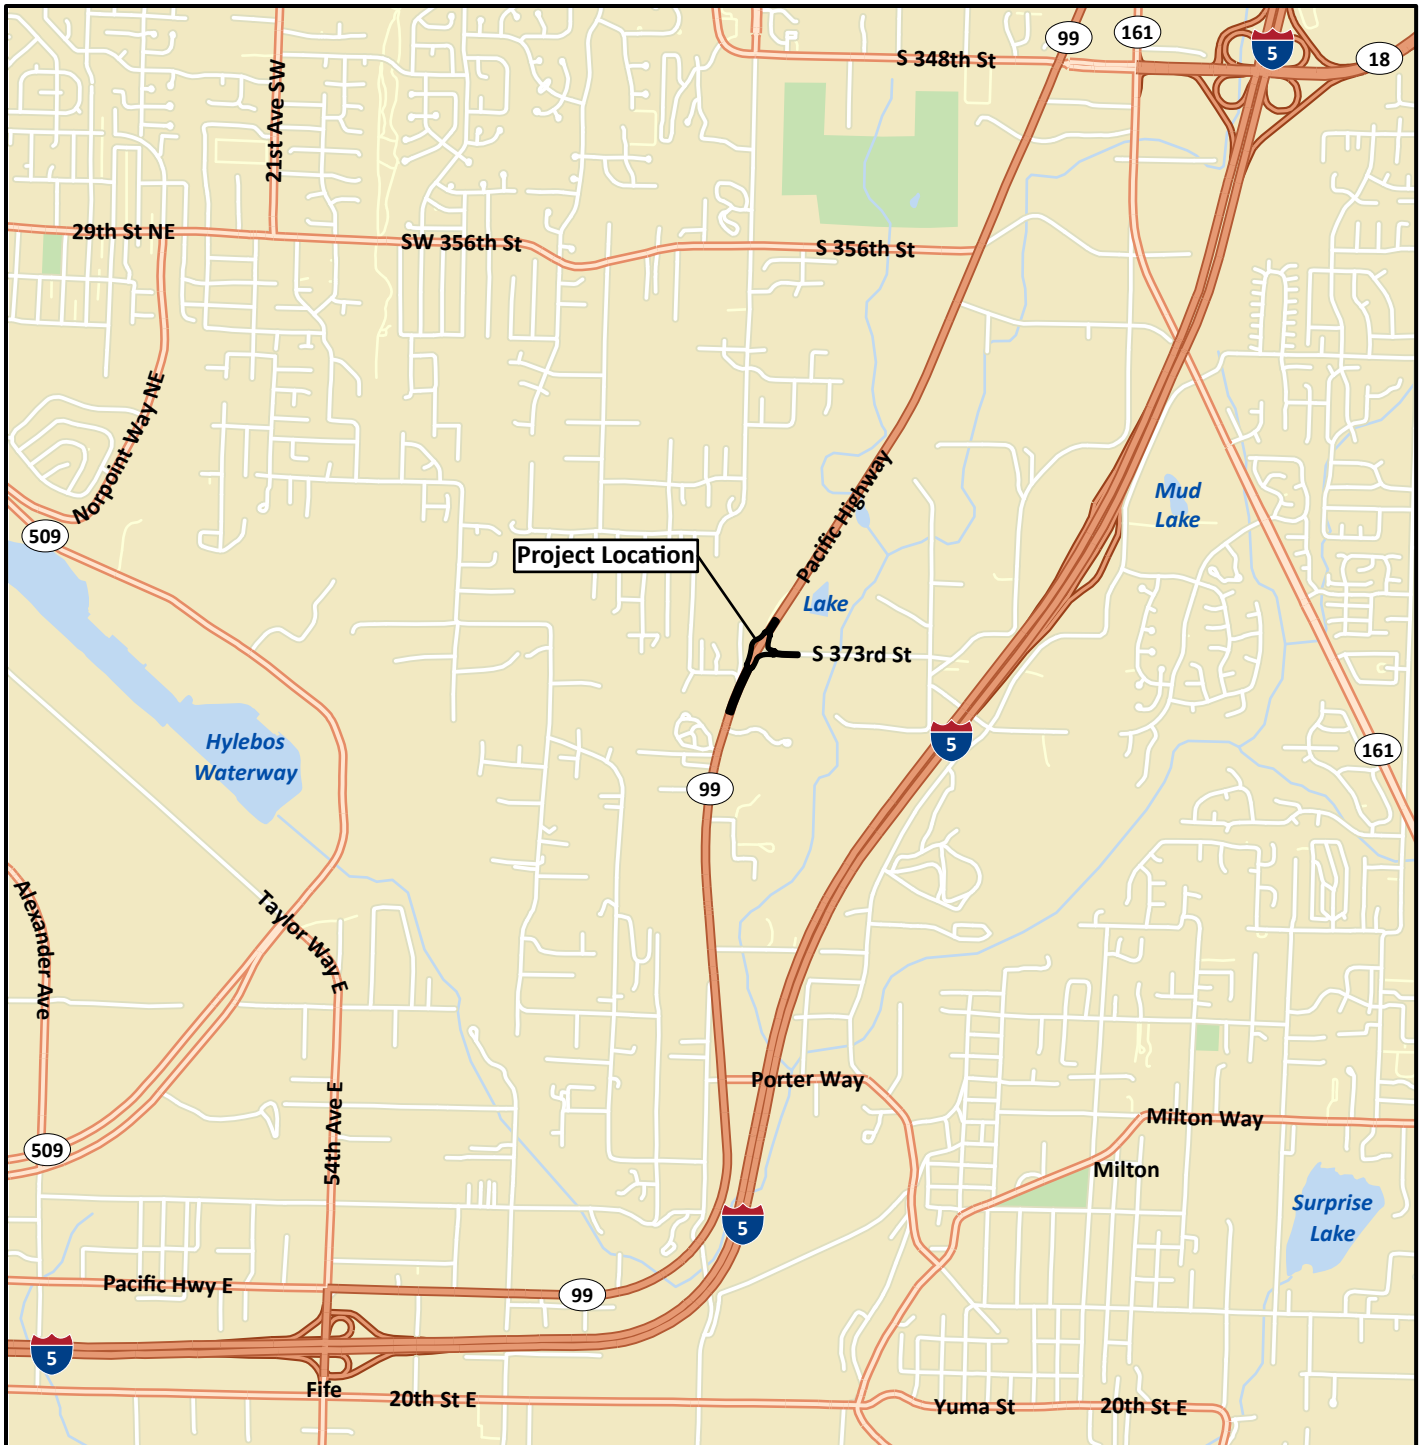 99
161
5
18
S 348th St
21st Ave SW
29th St NE
SW 356th St
S 356th St
Norpoint Way NE
509
Pacific Highway
Mud
Lake
Project Location
Lake
S 373rd St
Hylebos
Waterway
5
161
99
Alexander Ave
Taylor Way E
Porter Way
54th Ave E
Milton Way
509
Milton
Surprise
Lake
5
Pacific Hwy E
99
5
Fife
20th St E
Yuma St
20th St E